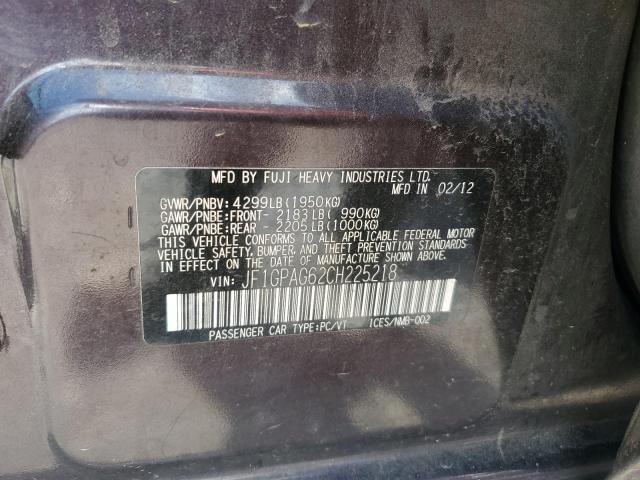 MFD BY FUJI HEAVY INDUSTRIES LTD.
MFD IN 02/12
GVWR/PNBV: 4299LB(1950KG)
GAWR/PNBE:FRONT- 2183LB( 990KG)
GAWR/PNBE:REAR - 2205LB(1000KG)
THIS VEHICLE CONFORMS TO ALL APPLICABLE FEDERAL MOTOR
VEHICLE SAFETY, BUMPER, AND THEFT PREVENTION STANDARDS
IN EFFECT ON THE DATE OF MANUFACTURE SHOWN ABOVE.
VIN: JF1GPAG62CH225218
PASSENGER CAR TYPE:PC/VT ICES/NMB-002